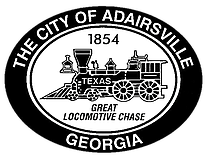 THE CITY OF ADAIRSVILLE
1854
TEXAS
GREAT
LOCOMOTIVE CHASE
GEORGIA